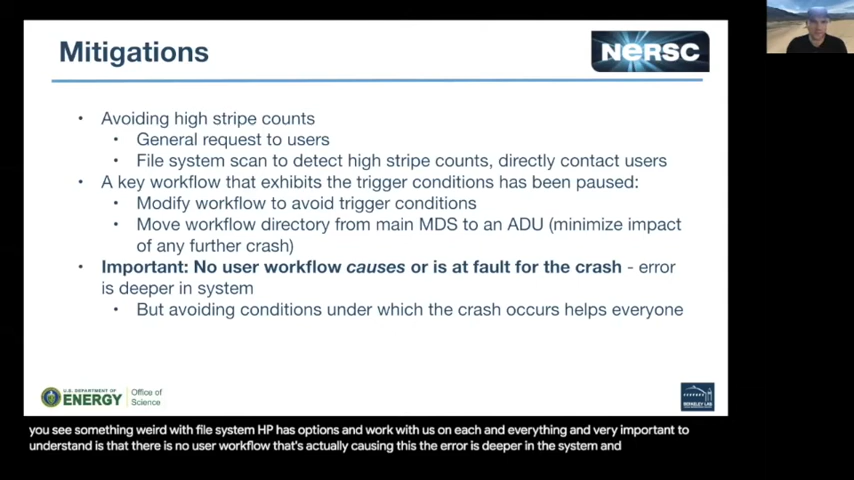 Mitigations
NERSC
• Avoiding high stripe counts
• General request to users
• File system scan to detect high stripe counts, directly contact users
• A key workflow that exhibits the trigger conditions has been paused:
• Modify workflow to avoid trigger conditions
• Move workflow directory from main MDS to an ADU (minimize impact
of any further crash)
• Important: No user workflow causes or is at fault for the crash - error
is deeper in system
• But avoiding conditions under which the crash occurs helps everyone
U.S. DEPARTMENT OF
ENERGY
Office of
Science
BERKELEY LAB
you see something weird with file system HP has options and work with us on each and everything and very important to
understand is that there is no user workflow that's actually causing this the error is deeper in the system and